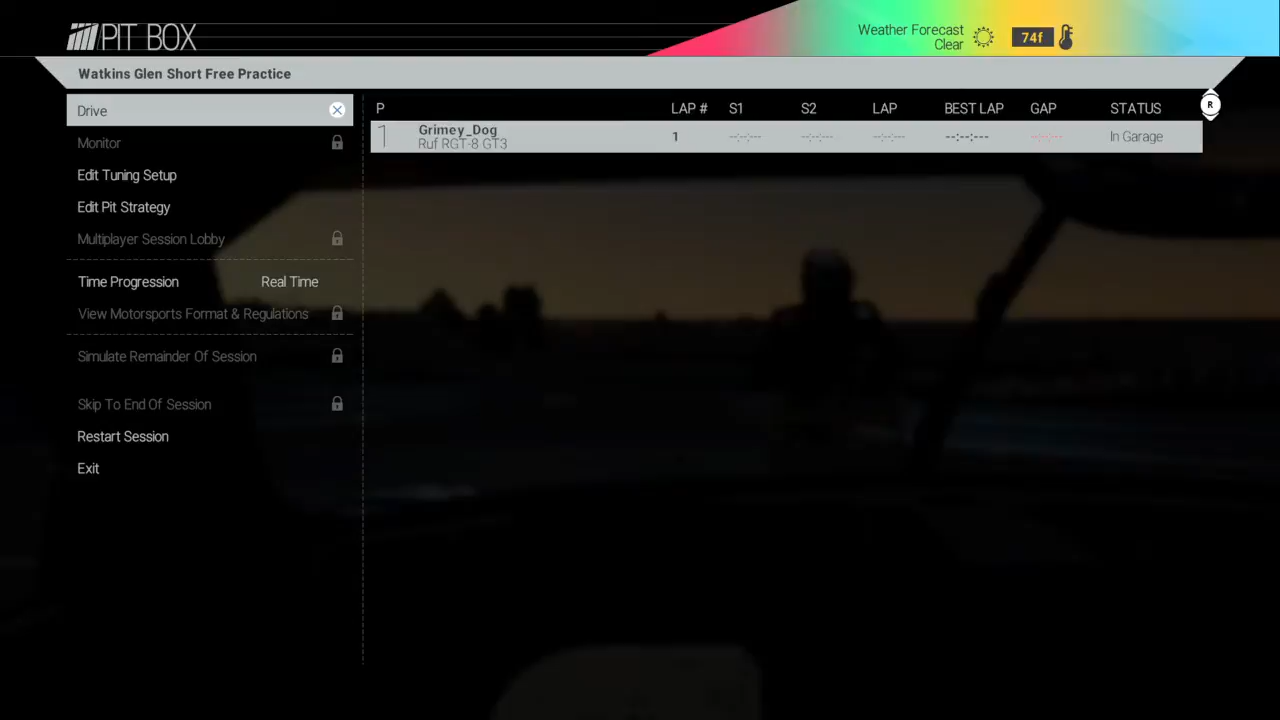 PIT BOX
Weather Forecast
Clear
74f
Watkins Glen Short Free Practice
Drive
Monitor
Edit Tuning Setup
Edit Pit Strategy
Multiplayer Session Lobby
Time Progression Real Time
View Motorsports Format & Regulations
Simulate Remainder Of Session
Skip To End Of Session
Restart Session
Exit
P LAP # S1 S2 LAP BEST LAP GAP STATUS
1 Grimey_Dog 1 --:--:--- --:--:--- --:--:--- --:--:--- --:--:--- In Garage
Ruf RGT-8 GT3
R